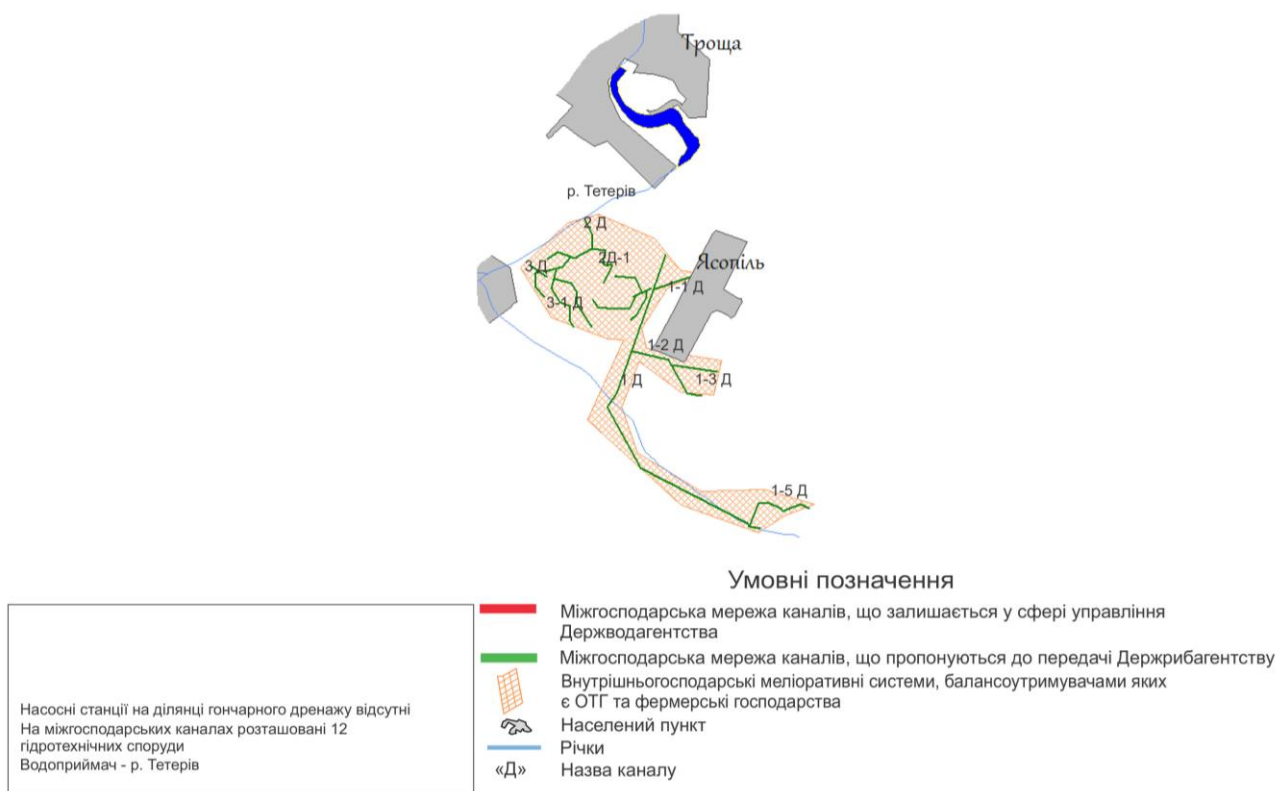 Троща
р. Тетерів
2 Д
2Д-1
Ясопіль
3 Д
1-1 Д
3-1 Д
1-2 Д
1 Д
1-3 Д
1-5 Д
Умовні позначення
Міжгосподарська мережа каналів, що залишається у сфері управління
Держводагентства
Міжгосподарська мережа каналів, що пропонуються до передачі Держрибагентству
Внутрішньогосподарські меліоративні системи, балансоутримувачами яких
є ОТГ та фермерські господарства
Населений пункт
Річки
«Д» Назва каналу
Насосні станції на ділянці гончарного дренажу відсутні
На міжгосподарських каналах розташовані 12
гідротехнічних споруди
Водоприймач - р. Тетерів